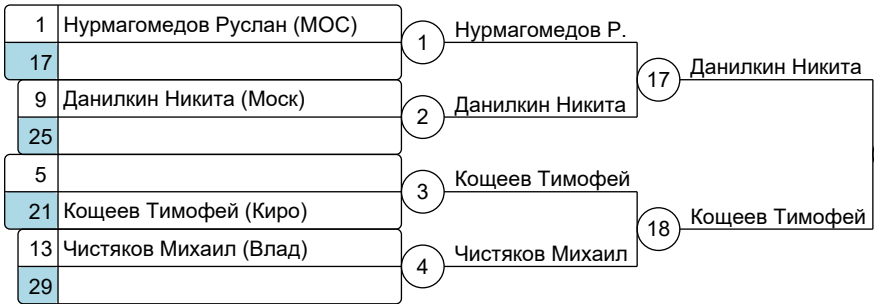 1 Нурмагомедов Руслан (МОС)
17
9 Данилкин Никита (Моск)
25
5
21 Кощеев Тимофей (Киро)
13 Чистяков Михаил (Влад)
29
1 Нурмагомедов Р.
2 Данилкин Никита
3 Кощеев Тимофей
4 Чистяков Михаил
17 Данилкин Никита
18 Кощеев Тимофей